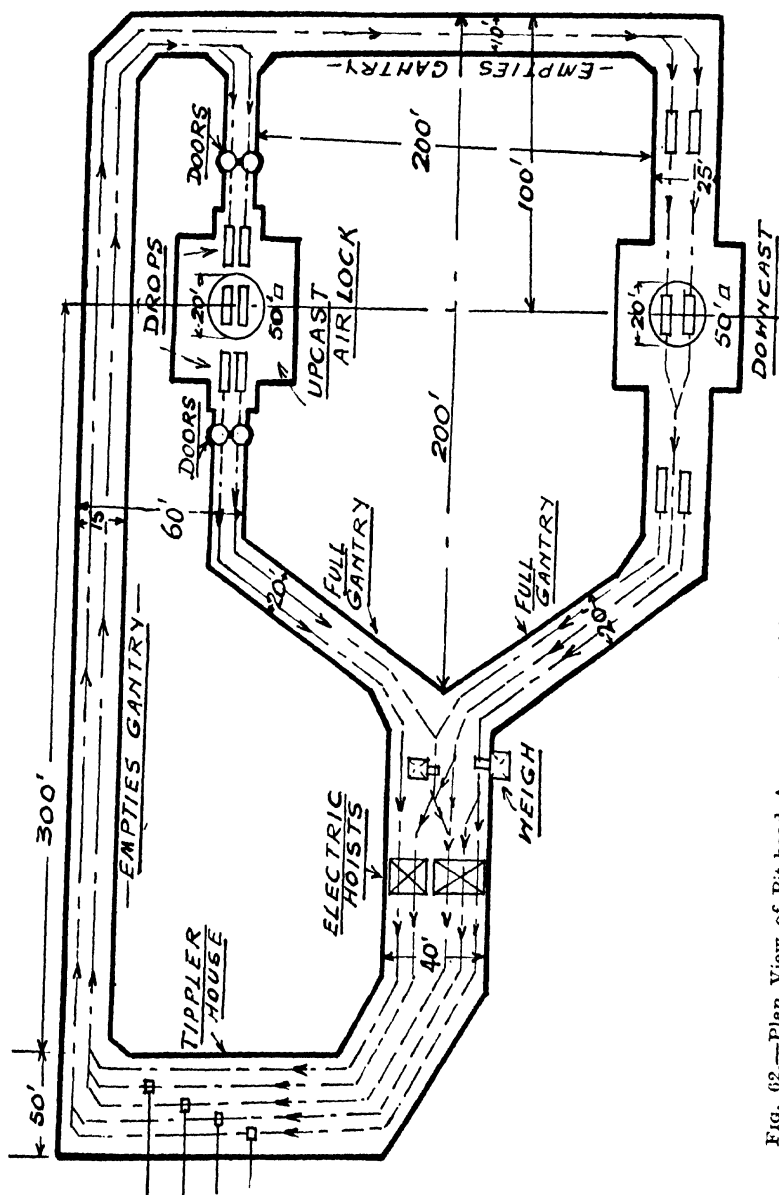 50'
300'
TIPPLER
HOUSE
—EMPTIES GANTRY—
15'
60'
DOORS
DROPS
20'
50'□
UPCAST
AIR LOCK
DOORS
10'
—EMPTIES GANTRY—
200'
100'
200'
20'
FULL
GANTRY
FULL
GANTRY
20
ELECTRIC
HOISTS
40'
WEIGH
25'
20'
50'□
DOWNCAST
FIG. 62.—Plan View of Pit-head